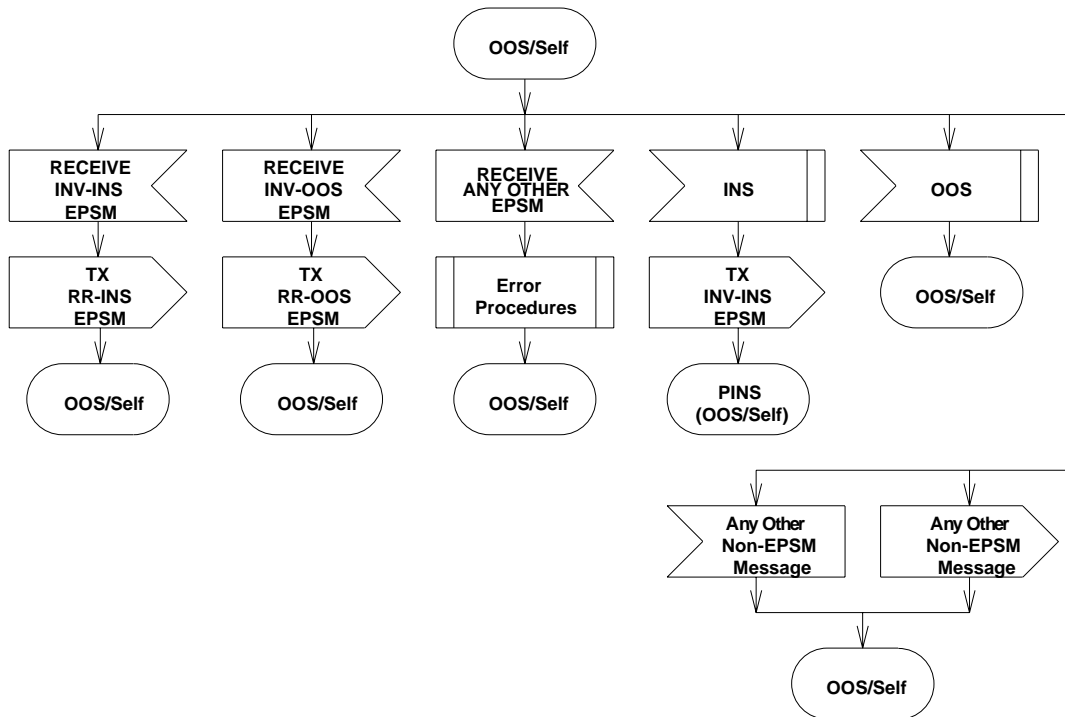 OOS/Self
RECEIVE
INV-INS
EPSM
RECEIVE
INV-OOS
EPSM
RECEIVE
ANY OTHER
EPSM
INS
OOS
TX
RR-INS
EPSM
TX
RR-OOS
EPSM
Error
Procedures
TX
INV-INS
EPSM
OOS/Self
OOS/Self
OOS/Self
OOS/Self
PINS
(OOS/Self)
Any Other
Non-EPSM
Message
Any Other
Non-EPSM
Message
OOS/Self